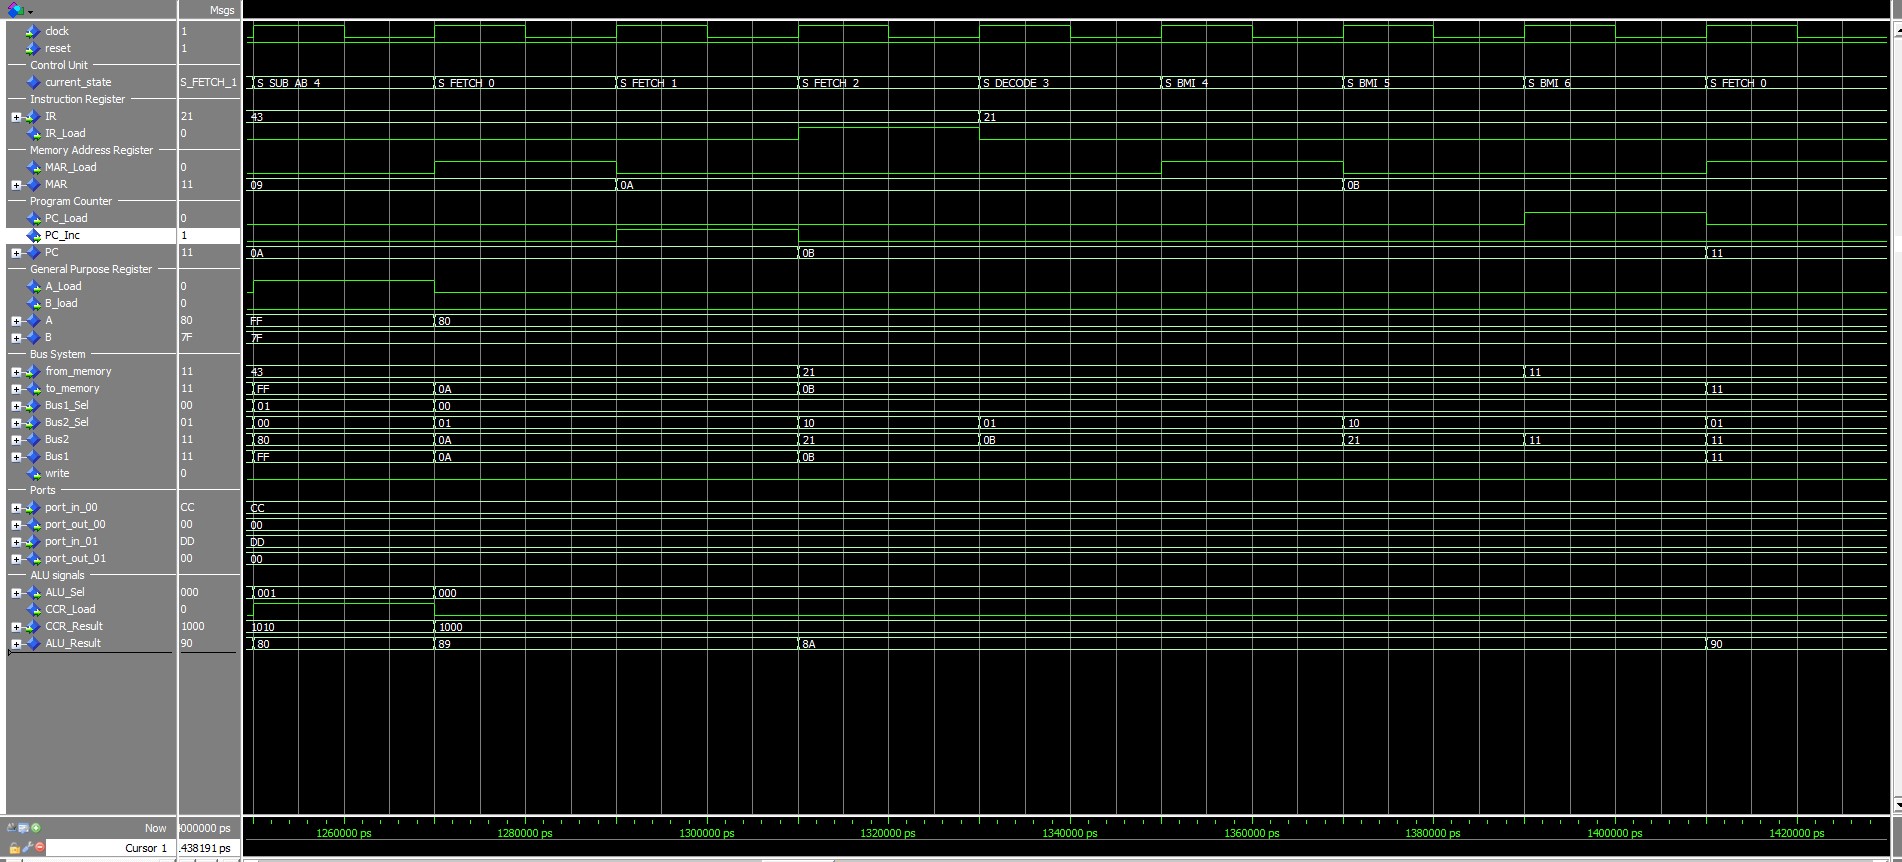 Msgs
clock 1
reset 1
Control Unit
current_state S_FETCH_1 S_SUB_AB_4 S_FETCH_0 S_FETCH_1 S_FETCH_2 S_DECODE_3 S_BMI_4 S_BMI_5 S_BMI_6 S_FETCH_0
Instruction Register
IR 21 43 21
IR_Load 0
Memory Address Register
MAR_Load 0
MAR 11 09 0A 0B
Program Counter
PC_Load 0
PC_Inc 1
PC 11 0A 0B 11
General Purpose Register
A_Load 0
B_load 0
A 80 FF 80
B 7F 7F
Bus System
from_memory 11 43 21 11
to_memory 11 FF 0A 0B 11
Bus1_Sel 00 01 00
Bus2_Sel 01 00 01 10 01 10 01
Bus2 11 80 0A 21 0B 21 11 11
Bus1 11 FF 0A 0B 11
write 0
Ports
port_in_00 CC CC
port_out_00 00 00
port_in_01 DD DD
port_out_01 00 00
ALU signals
ALU_Sel 000 001 000
CCR_Load 0
CCR_Result 1000 1010 1000
ALU_Result 90 80 89 8A 90
Now 000000 ps 1260000 ps 1280000 ps 1300000 ps 1320000 ps 1340000 ps 1360000 ps 1380000 ps 1400000 ps 1420000 ps
Cursor 1 .438191 ps